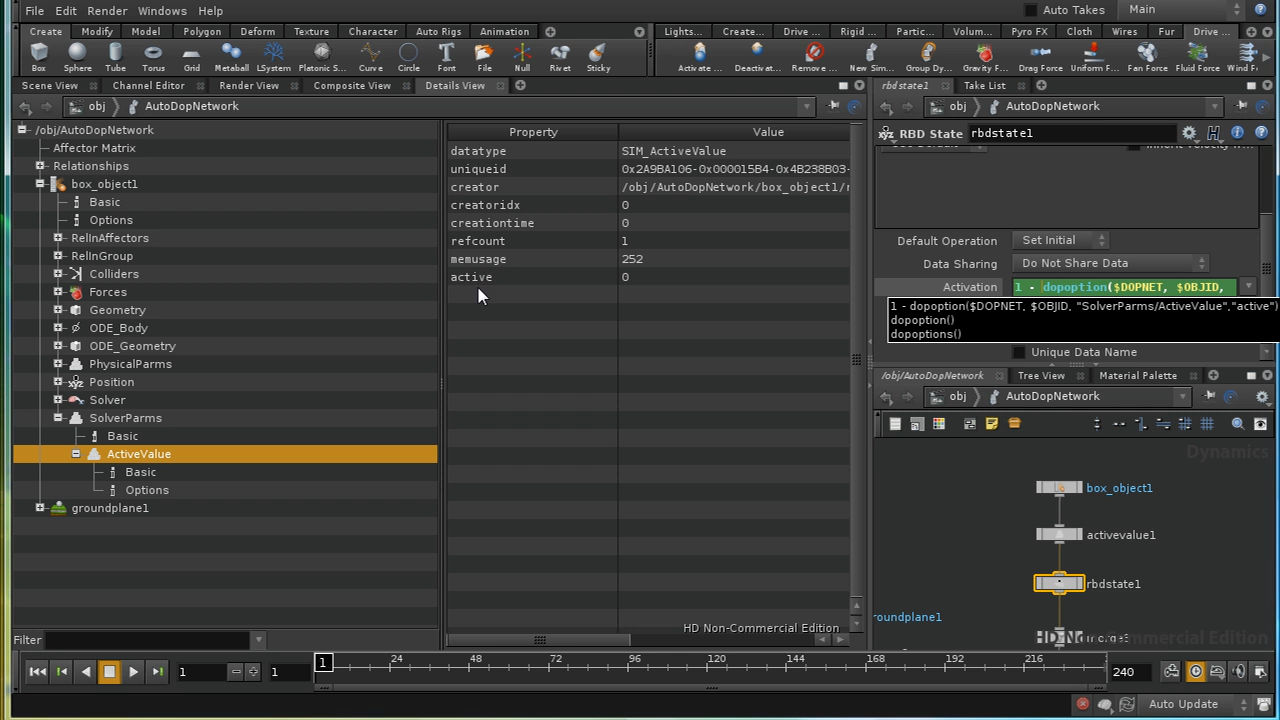 File Edit Render Windows Help Auto Takes Main
Create Modify Model Polygon Deform Texture Character Auto Rigs Animation Lights... Create... Drive ... Rigid ... Partic... Volum... Pyro FX Cloth Wires Fur Drive ...
Box Sphere Tube Torus Grid Metaball LSystem Platonic S... Curve Circle Font File Null Rivet Sticky Activate ... Deactivat... Remove ... New Sim... Group Dy... Gravity F... Drag Force Uniform F... Fan Force Fluid Force Wind F
Scene View Channel Editor Render View Composite View Details View rbdstate1 Take List
obj AutoDopNetwork obj AutoDopNetwork
RBD State rbdstate1
/obj/AutoDopNetwork
Affector Matrix
Relationships
box_object1
Basic
Options
RelInAffectors
RelInGroup
Colliders
Forces
Geometry
ODE_Body
ODE_Geometry
PhysicalParms
Position
Solver
SolverParms
Basic
ActiveValue
Basic
Options
groundplane1
Filter
Property Value
datatype SIM_ActiveValue
uniqueid 0x2A9BA106-0x000015B4-0x4B238B03-
creator /obj/AutoDopNetwork/box_object1/
creatoridx 0
creationtime 0
refcount 1
memusage 252
active 0
HD Non-Commercial Edition
Default Operation Set Initial
Data Sharing Do Not Share Data
Activation 1 - dopoption($DOPNET, $OBJID,
1 - dopoption($DOPNET, $OBJID, "SolverParms/ActiveValue","active")
dopoption()
dopoptions()
Unique Data Name
/obj/AutoDopNetwork Tree View Material Palette
obj AutoDopNetwork
Dynamics
box_object1
activevalue1
rbdstate1
roundplane1
HD Non-Commercial Edition
1 1 1 24 48 72 96 120 144 168 192 216 240
Auto Update